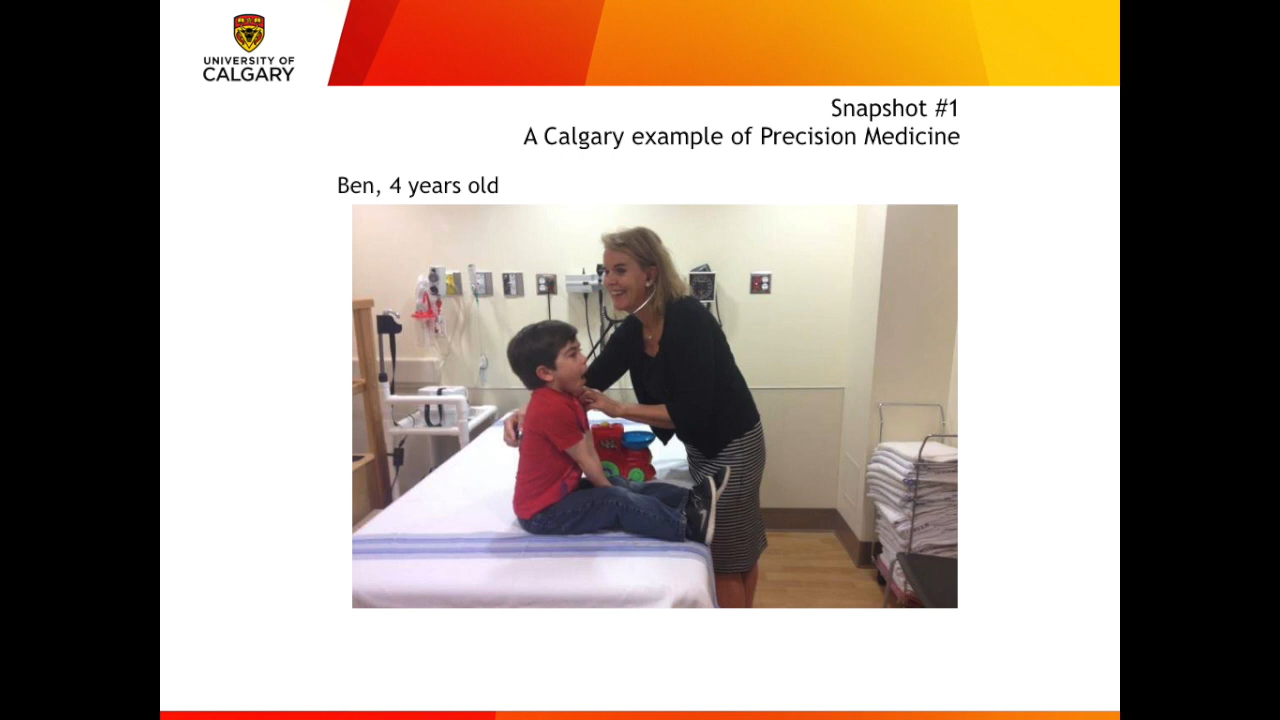 UNIVERSITY OF
CALGARY
Snapshot #1
A Calgary example of Precision Medicine
Ben, 4 years old